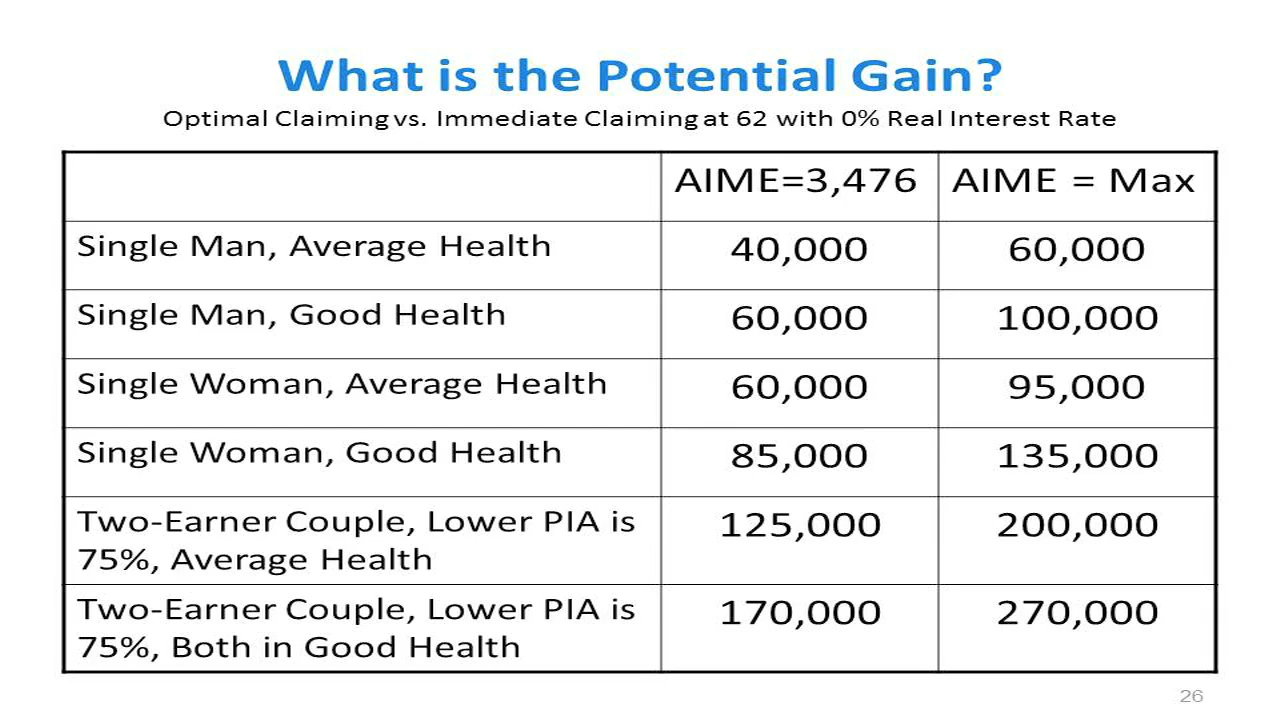 What is the Potential Gain?
Optimal Claiming vs. Immediate Claiming at 62 with 0% Real Interest Rate
AIME=3,476 AIME = Max
Single Man, Average Health 40,000 60,000
Single Man, Good Health 60,000 100,000
Single Woman, Average Health 60,000 95,000
Single Woman, Good Health 85,000 135,000
Two-Earner Couple, Lower PIA is 125,000 200,000
75%, Average Health
Two-Earner Couple, Lower PIA is 170,000 270,000
75%, Both in Good Health
26